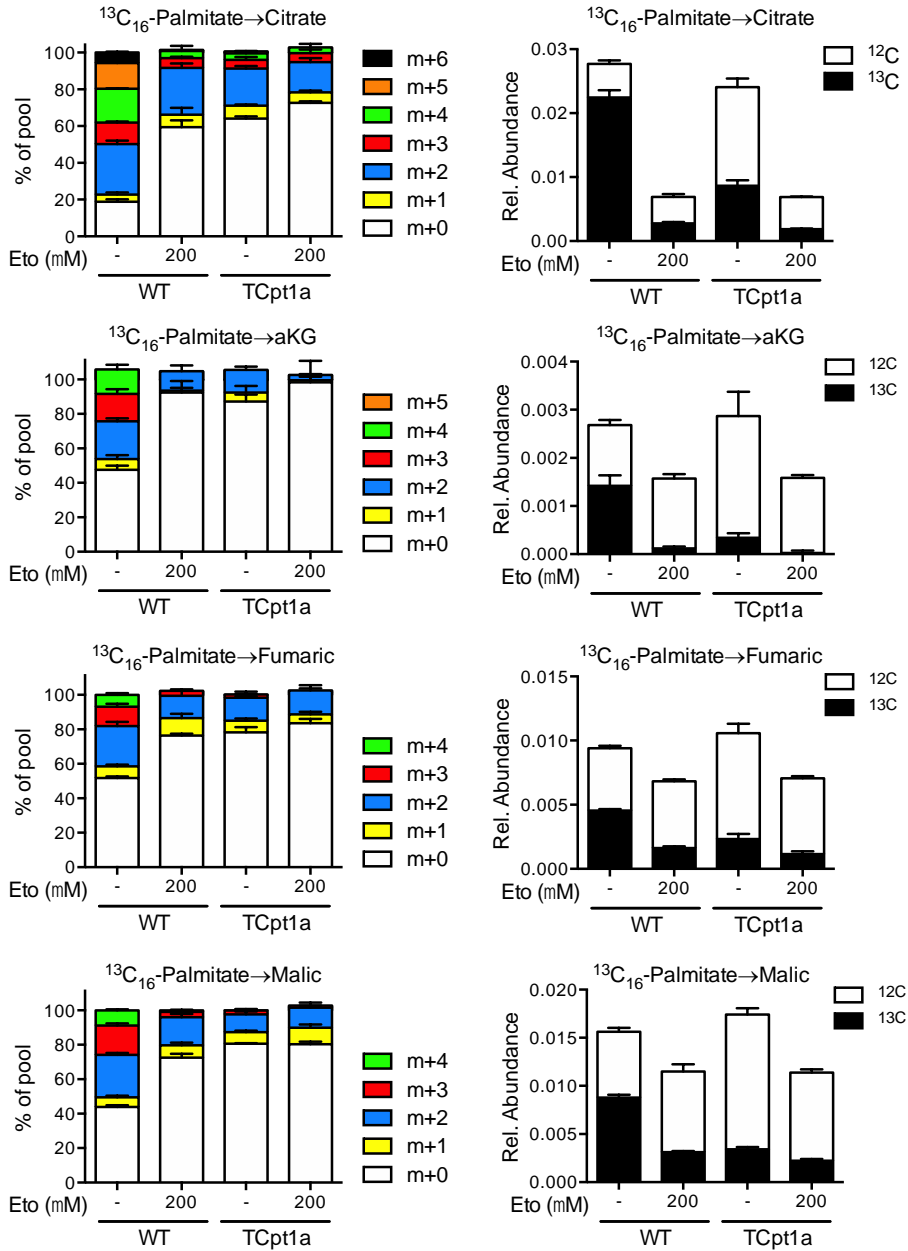 ¹³C₁₆-Palmitate→Citrate
% of pool
100
80
60
40
20
0
m+6
m+5
m+4
m+3
m+2
m+1
m+0
Eto (mM)
- 200 - 200
WT TCpt1a
¹³C₁₆-Palmitate→Citrate
Rel. Abundance
0.03
0.02
0.01
0.00
¹²C
¹³C
Eto (mM)
- 200 - 200
WT TCpt1a
¹³C₁₆-Palmitate→aKG
% of pool
100
80
60
40
20
0
m+5
m+4
m+3
m+2
m+1
m+0
Eto (mM)
- 200 - 200
WT TCpt1a
¹³C₁₆-Palmitate→aKG
Rel. Abundance
0.004
0.003
0.002
0.001
0.000
12C
13C
Eto (mM)
- 200 - 200
WT TCpt1a
¹³C₁₆-Palmitate→Fumaric
% of pool
100
80
60
40
20
0
m+4
m+3
m+2
m+1
m+0
Eto (mM)
- 200 - 200
WT TCpt1a
¹³C₁₆-Palmitate→Fumaric
Rel. Abundance
0.015
0.010
0.005
0.000
12C
13C
Eto (mM)
- 200 - 200
WT TCpt1a
¹³C₁₆-Palmitate→Malic
% of pool
100
80
60
40
20
0
m+4
m+3
m+2
m+1
m+0
Eto (mM)
- 200 - 200
WT TCpt1a
¹³C₁₆-Palmitate→Malic
Rel. Abundance
0.020
0.015
0.010
0.005
0.000
12C
13C
Eto (mM)
- 200 - 200
WT TCpt1a